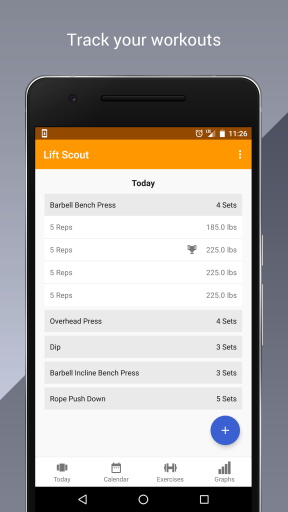 Track your workouts
11:26
Lift Scout
Today
Barbell Bench Press 4 Sets
5 Reps 185.0 lbs
5 Reps 225.0 lbs
5 Reps 225.0 lbs
5 Reps 225.0 lbs
Overhead Press 4 Sets
Dip 3 Sets
Barbell Incline Bench Press 3 Sets
Rope Push Down 5 Sets
+
Today Calendar Exercises Graphs